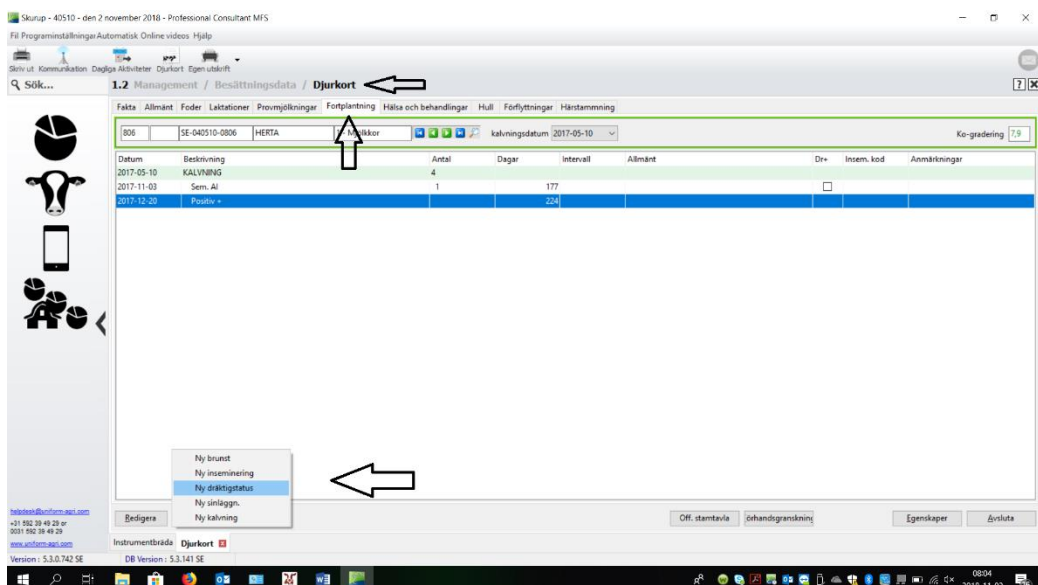 Skurup - 40510 - den 2 november 2018 - Professional Consultant MFS
Fil Programinställningar Automatisk Online videos Hjälp
Skriv ut Kommunikation Dagliga Aktiviteter Djurkort Egen utskrift
Sök... 1.2 Management / Besättningsdata / Djurkort
Fakta Allmänt Foder Laktationer Provmjölkningar Fortplantning Hälsa och behandlingar Hull Förflyttningar Härstammning
806 SE-040510-0806 HERTA kalvningsdatum 2017-05-10 Ko-gradering 7,9
Datum Beskrivning Antal Dagar Intervall Allmänt Dr+ Insem. kod Anmärkningar
2017-05-10 KALVNING 4
2017-11-03 Sem. AI 1 177
2017-12-20 Positiv + 224
Ny brunst
Ny inseminering
Ny dräktigstatus
Ny sinläggn.
Ny kalvning
helpdesk@uniform-agri.com
+31 592 39 49 29 or
0031 592 39 49 29
www.uniform-agri.com
Redigera Off. stamtavla örhandsgranskning Egenskaper Avsluta
Instrumentbräda Djurkort
Version : 5.3.0.742 SE DB Version : 5.3.141 SE
08:04
2018-11-02